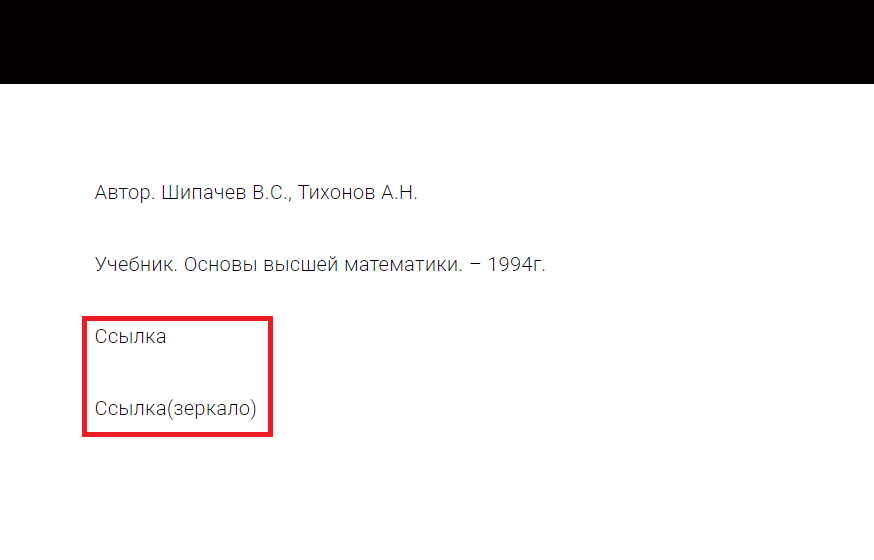 Автор. Шипачев В.С., Тихонов А.Н.
Учебник. Основы высшей математики. – 1994г.
Ссылка
Ссылка(зеркало)